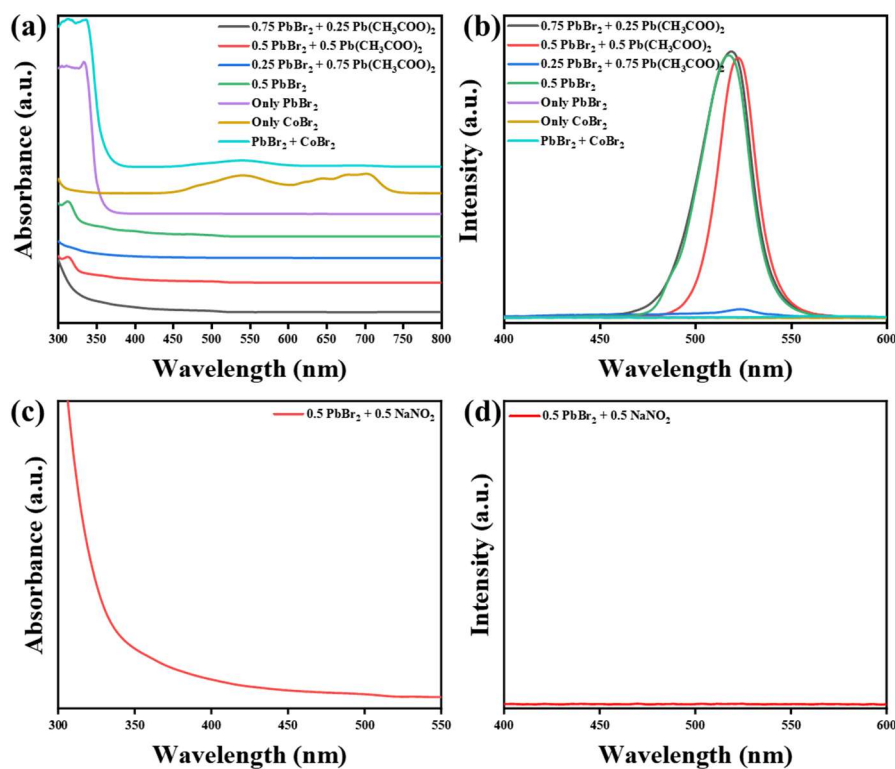 (a)
0.75 PbBr₂ + 0.25 Pb(CH₃COO)₂
0.5 PbBr₂ + 0.5 Pb(CH₃COO)₂
0.25 PbBr₂ + 0.75 Pb(CH₃COO)₂
0.5 PbBr₂
Only PbBr₂
Only CoBr₂
PbBr₂ + CoBr₂
Absorbance (a.u.)
300 350 400 450 500 550 600 650 700 750 800
Wavelength (nm)
(b)
0.75 PbBr₂ + 0.25 Pb(CH₃COO)₂
0.5 PbBr₂ + 0.5 Pb(CH₃COO)₂
0.25 PbBr₂ + 0.75 Pb(CH₃COO)₂
0.5 PbBr₂
Only PbBr₂
Only CoBr₂
PbBr₂ + CoBr₂
Intensity (a.u.)
400 450 500 550 600
Wavelength (nm)
(c)
0.5 PbBr₂ + 0.5 NaNO₂
Absorbance (a.u.)
300 350 400 450 500 550
Wavelength (nm)
(d)
0.5 PbBr₂ + 0.5 NaNO₂
Intensity (a.u.)
400 450 500 550 600
Wavelength (nm)